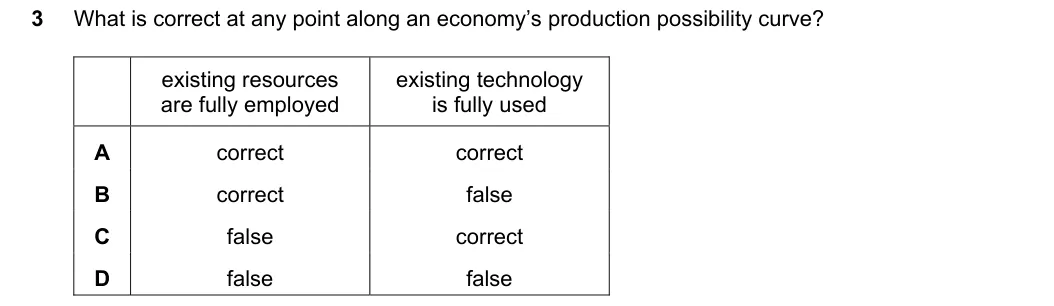 3 What is correct at any point along an economy’s production possibility curve?
existing resources are fully employed existing technology is fully used
A correct correct
B correct false
C false correct
D false false